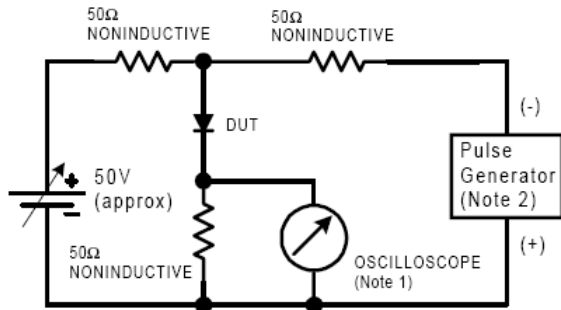 50Ω
NONINDUCTIVE
50Ω
NONINDUCTIVE
(-)
DUT
50V
(approx)
+
-
Pulse
Generator
(Note 2)
50Ω
NONINDUCTIVE
OSCILLOSCOPE
(Note 1)
(+)